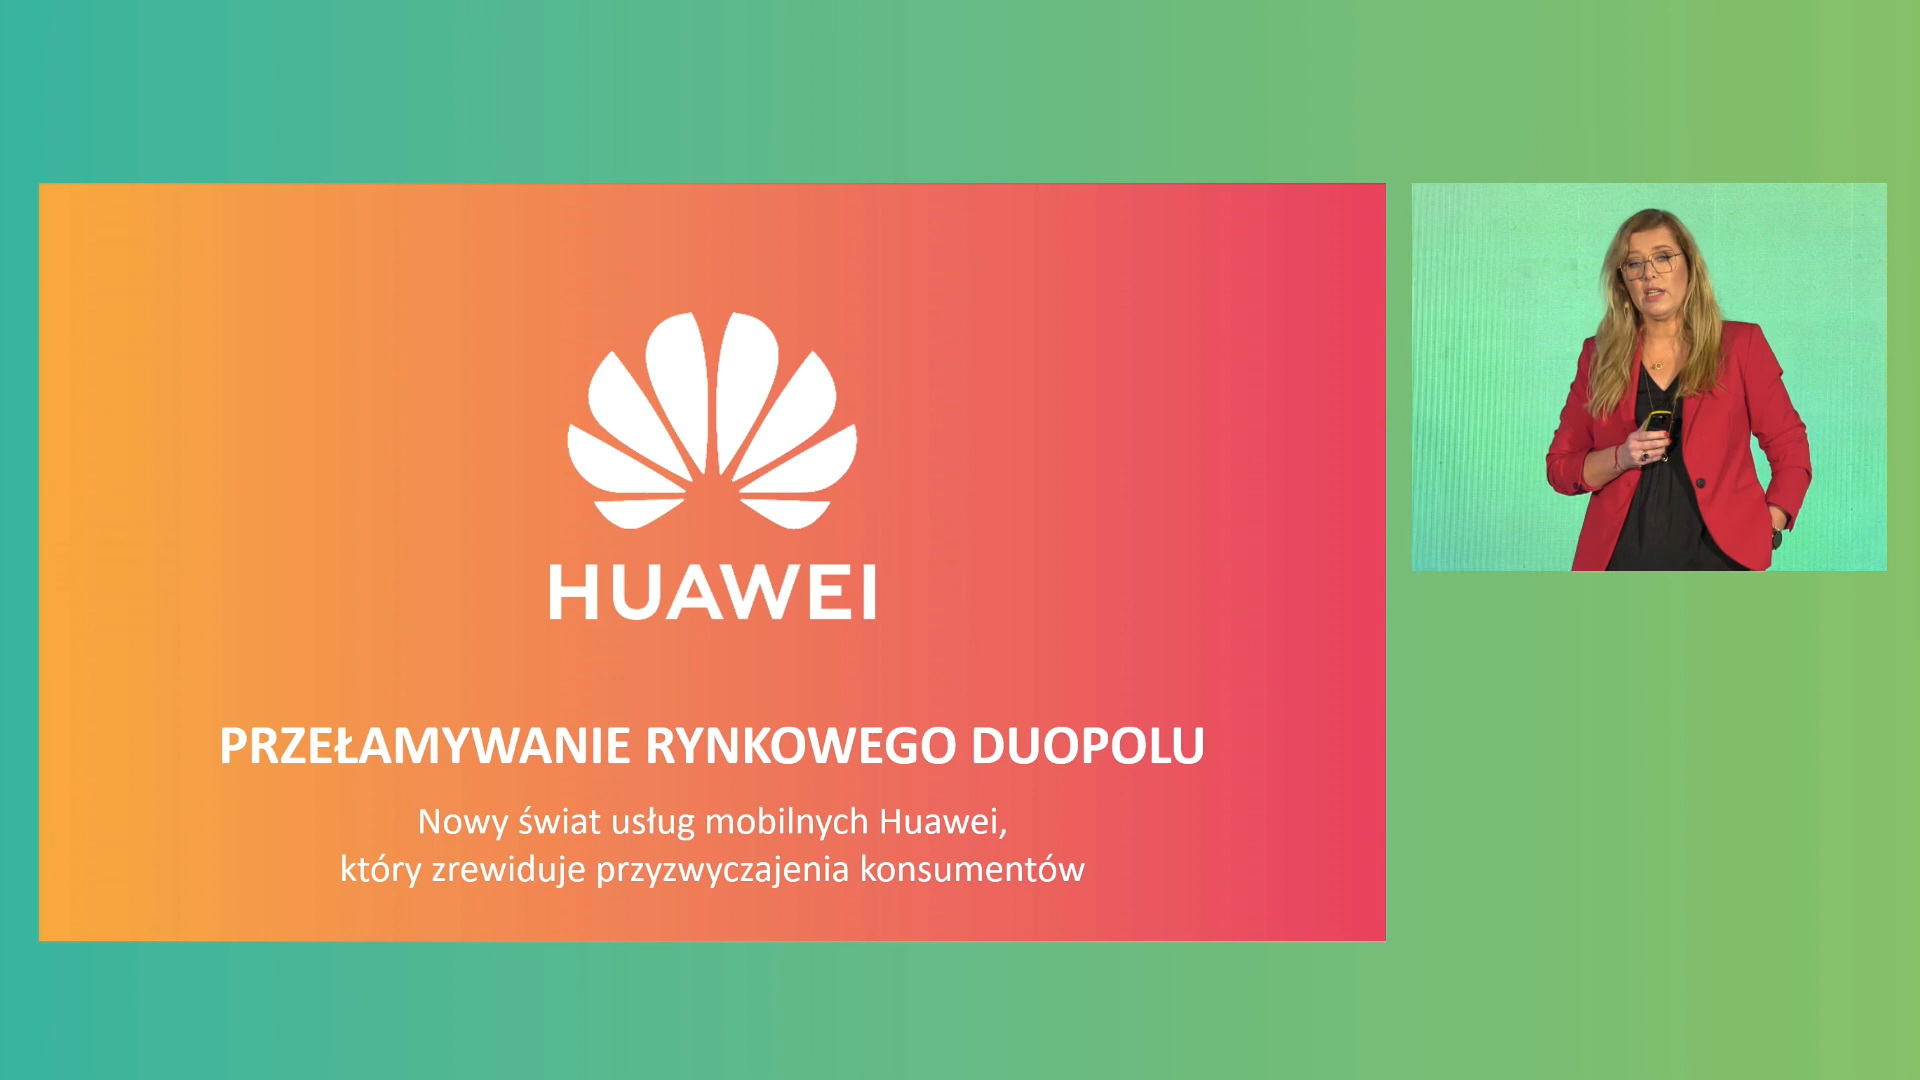 HUAWEI
PRZEŁAMYWANIE RYNKOWEGO DUOPOLU
Nowy świat usług mobilnych Huawei,
który zrewiduje przyzwyczajenia konsumentów